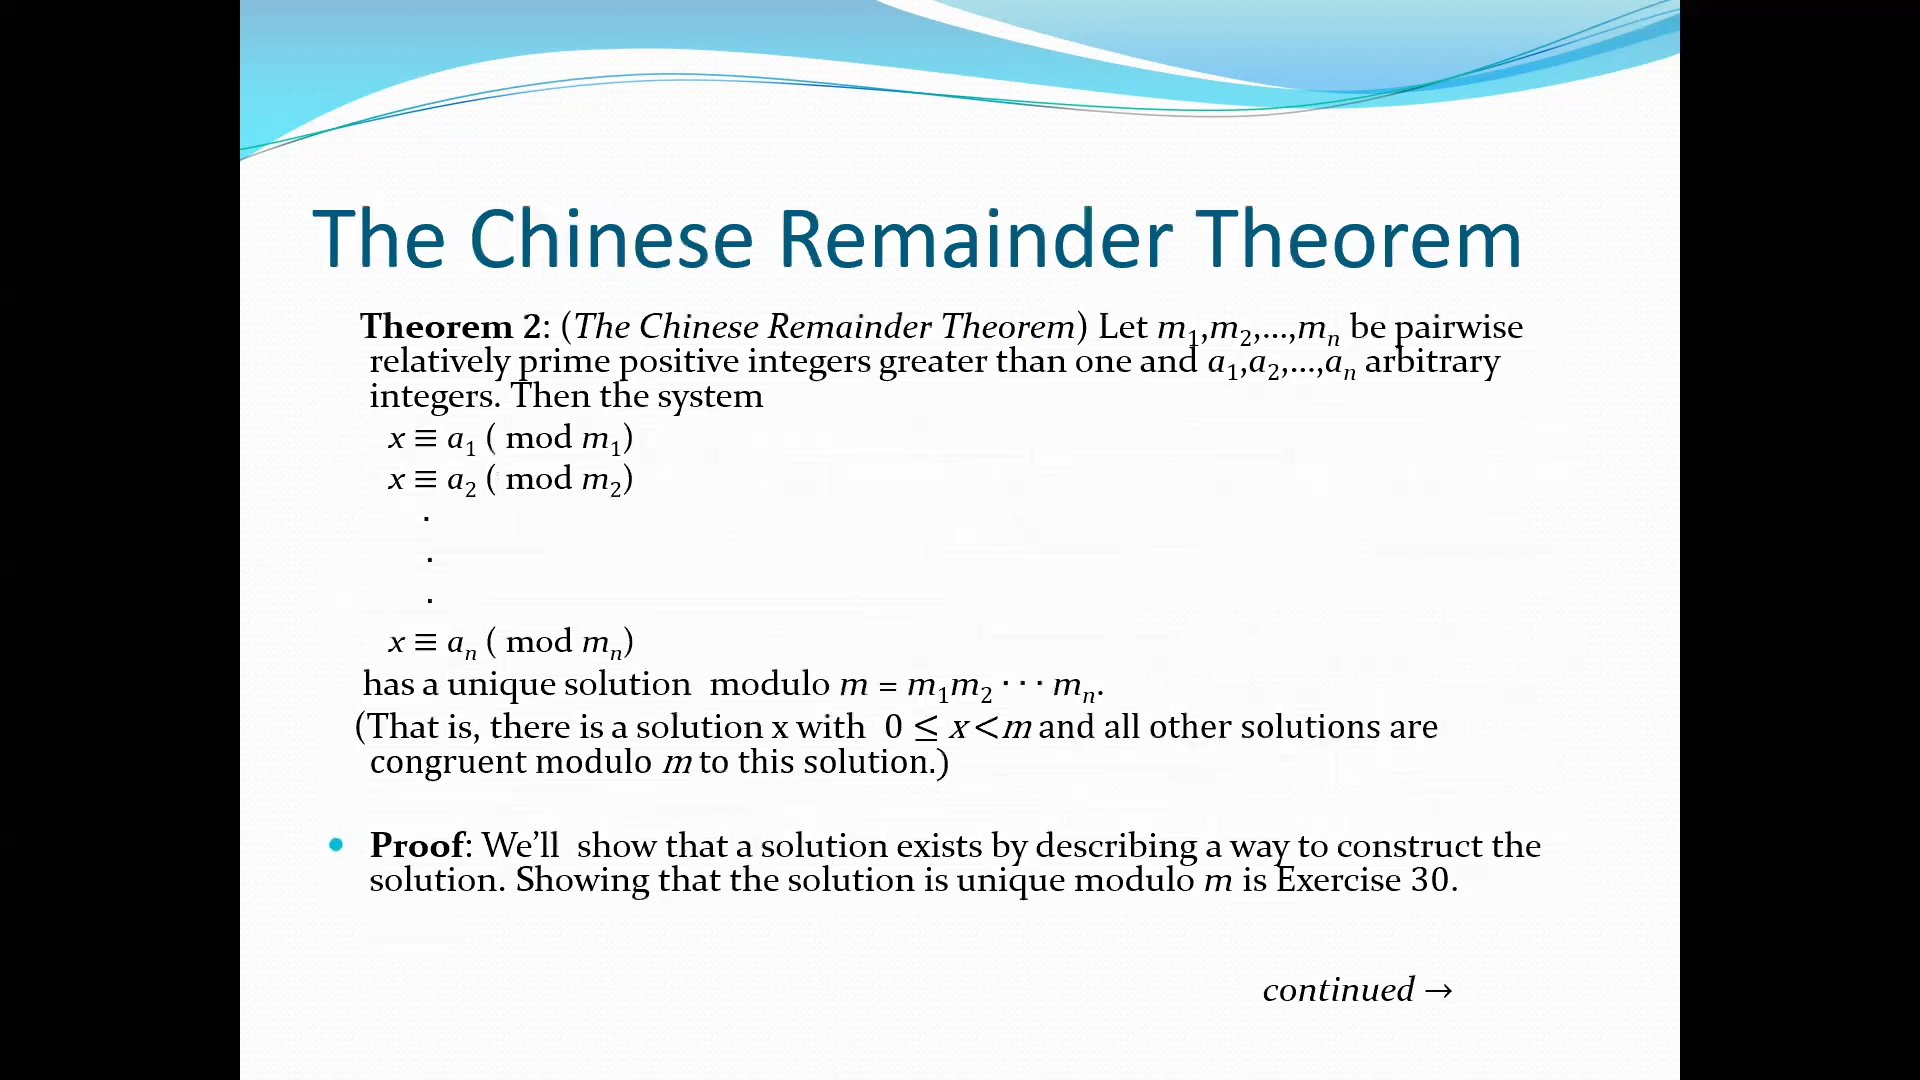 The Chinese Remainder Theorem
Theorem 2: (The Chinese Remainder Theorem) Let m₁,m₂,…,mₙ be pairwise
relatively prime positive integers greater than one and a₁,a₂,…,aₙ arbitrary
integers. Then the system
x ≡ a₁ ( mod m₁)
x ≡ a₂ ( mod m₂)
∙
∙
∙
x ≡ aₙ ( mod mₙ)
has a unique solution  modulo m = m₁m₂ ∙ ∙ ∙ mₙ.
(That is, there is a solution x with  0 ≤ x < m and all other solutions are
congruent modulo m to this solution.)
• Proof: We’ll  show that a solution exists by describing a way to construct the
solution. Showing that the solution is unique modulo m is Exercise 30.
continued →